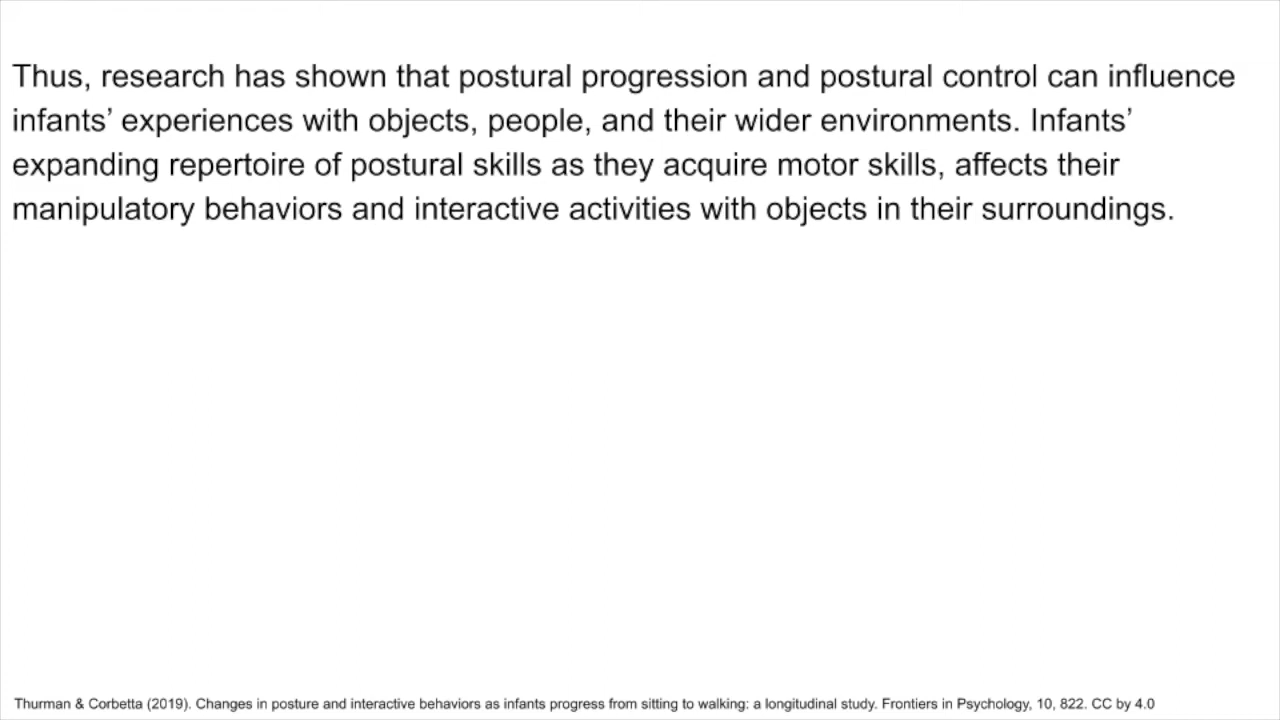 Thus, research has shown that postural progression and postural control can influence
infants’ experiences with objects, people, and their wider environments. Infants’
expanding repertoire of postural skills as they acquire motor skills, affects their
manipulatory behaviors and interactive activities with objects in their surroundings.
Thurman & Corbetta (2019). Changes in posture and interactive behaviors as infants progress from sitting to walking: a longitudinal study. Frontiers in Psychology, 10, 822. CC by 4.0